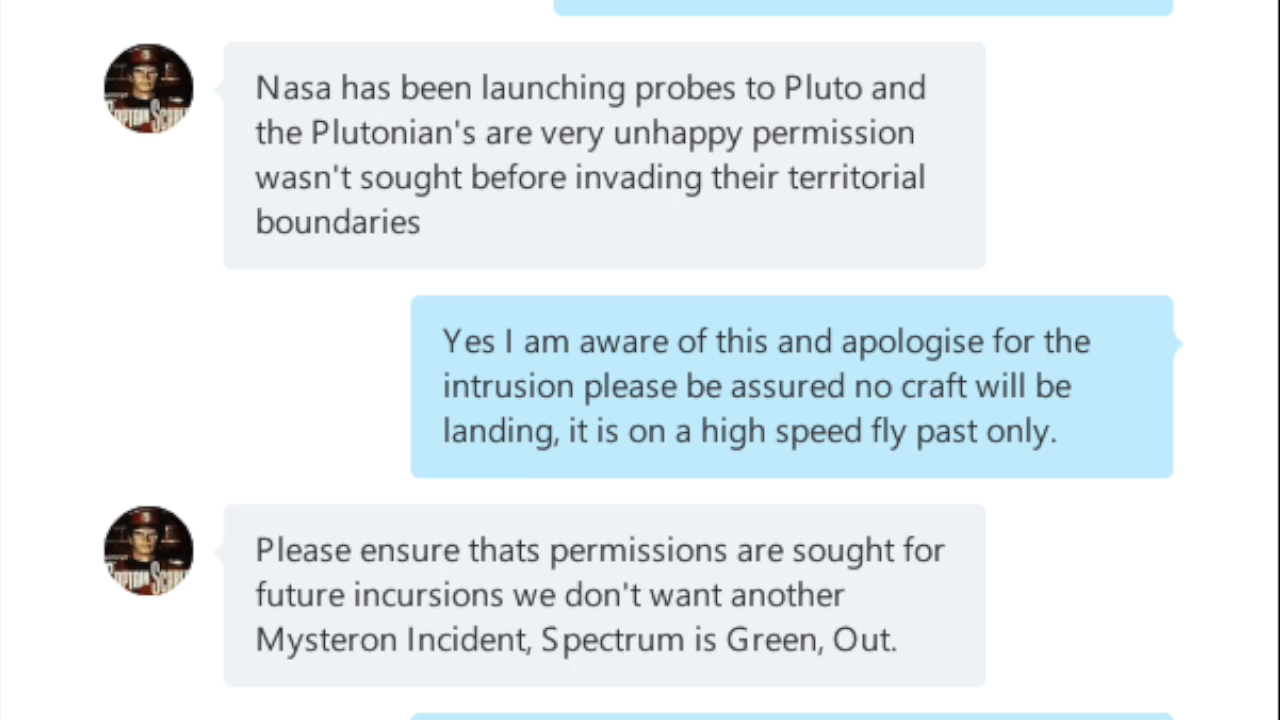 Nasa has been launching probes to Pluto and
the Plutonian's are very unhappy permission
wasn't sought before invading their territorial
boundaries
Yes I am aware of this and apologise for the
intrusion please be assured no craft will be
landing, it is on a high speed fly past only.
Please ensure thats permissions are sought for
future incursions we don't want another
Mysteron Incident, Spectrum is Green, Out.